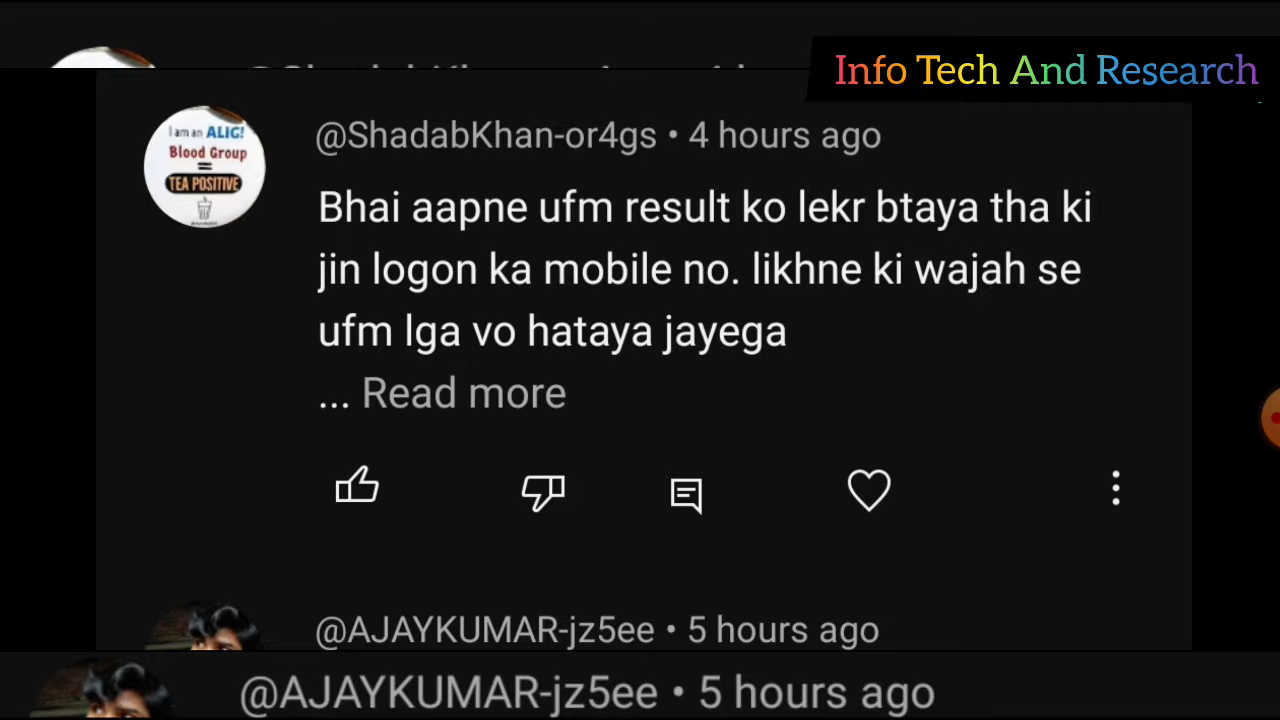 Info Tech And Research
I am an ALIG!
Blood Group
=
TEA POSITIVE
@ShadabKhan-or4gs • 4 hours ago
Bhai aapne ufm result ko lekr btaya tha ki
jin logon ka mobile no. likhne ki wajah se
ufm lga vo hataya jayega
... Read more
@AJAYKUMAR-jz5ee • 5 hours ago
@AJAYKUMAR-jz5ee • 5 hours ago